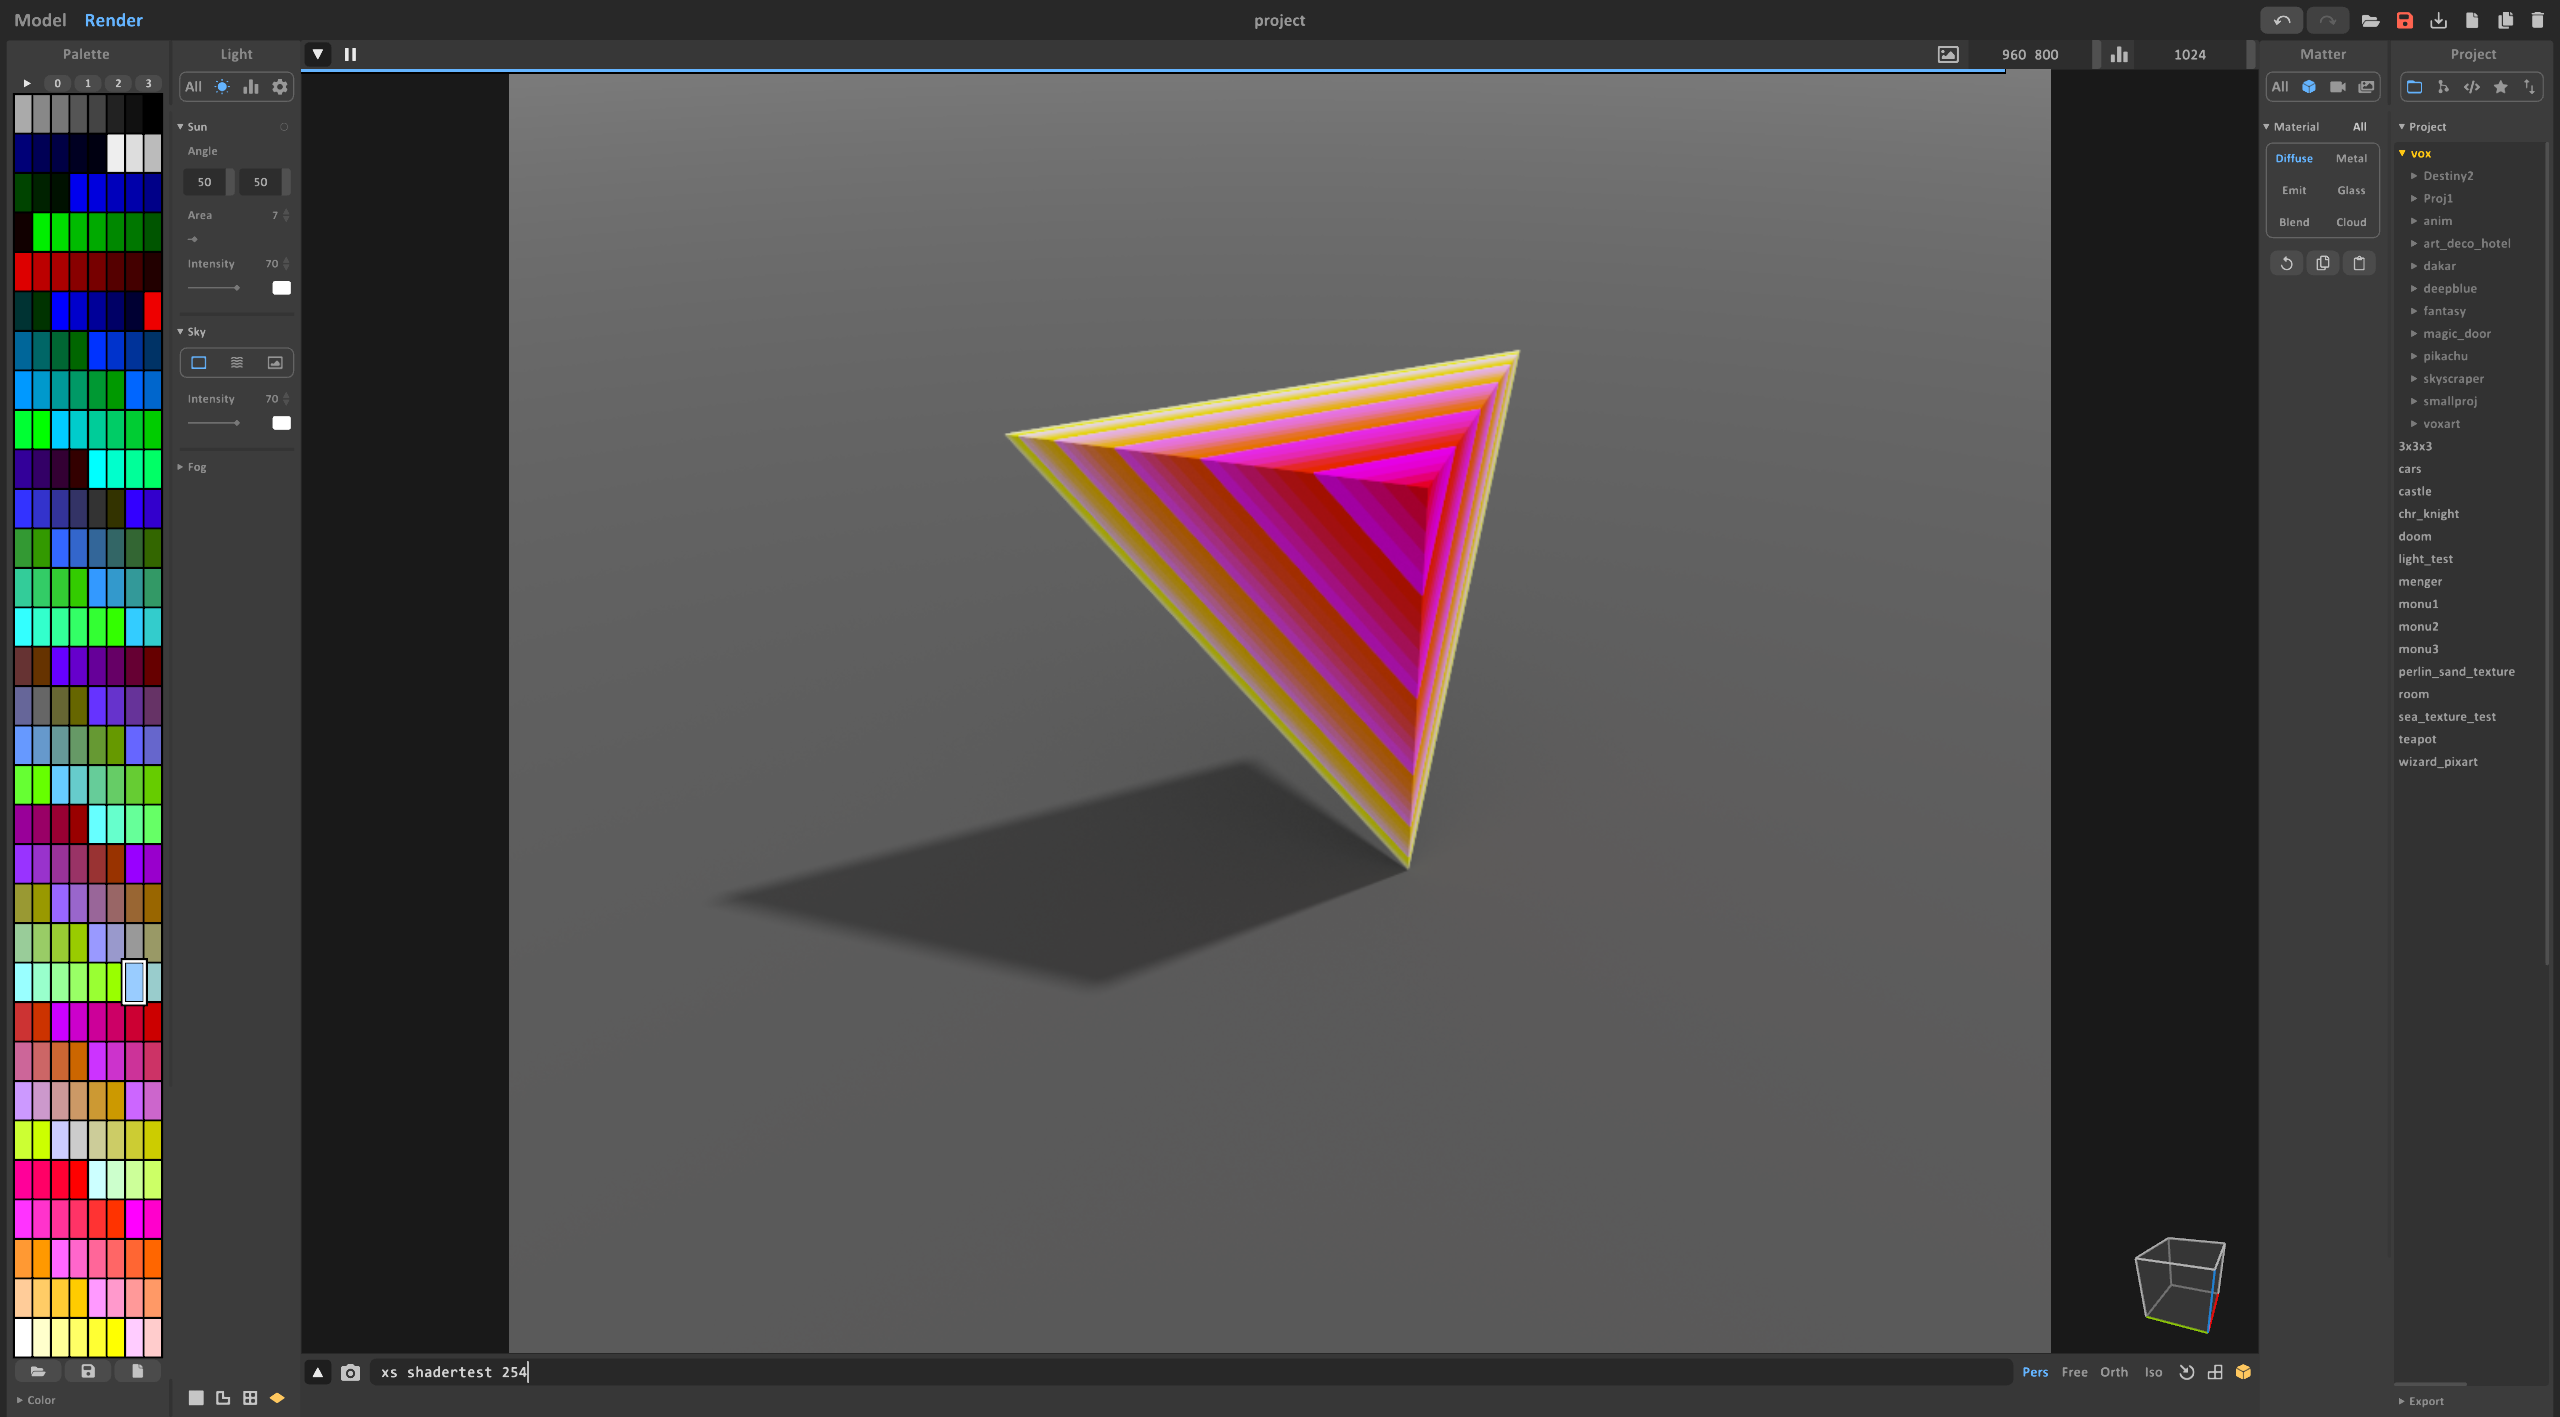 Model Render
project
Palette
Light
960 800
1024
Matter
Project
0 1 2 3
All
Sun
Angle
50 50
Area 7
Intensity 70
Sky
Intensity 70
Fog
All
Material All
Diffuse Metal
Emit Glass
Blend Cloud
Project
vox
Destiny2
Proj1
anim
art_deco_hotel
dakar
deepblue
fantasy
magic_door
pikachu
skyscraper
smallproj
voxart
3x3x3
cars
castle
chr_knight
doom
light_test
menger
monu1
monu2
monu3
perlin_sand_texture
room
sea_texture_test
teapot
wizard_pixart
xs shadertest 254
Pers Free Orth Iso
Color
Export